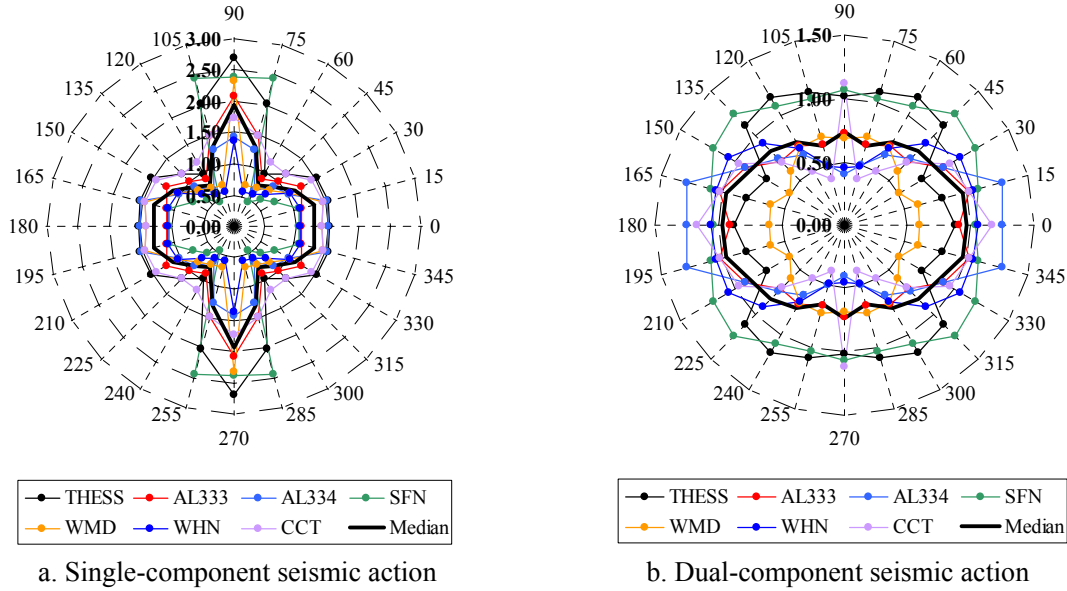 90
105 3.00 75
120 2.50 60
135 2.00 45
150 1.50 30
165 1.00 15
0.50
180 0.00 0
195 345
210 330
225 315
240 300
255 285
270
THESS AL333 AL334 SFN
WMD WHN CCT Median
a. Single-component seismic action
90
105 1.50 75
120 60
135 1.00 45
150 30
165 0.50 15
180 0.00 0
195 345
210 330
225 315
240 300
255 285
270
THESS AL333 AL334 SFN
WMD WHN CCT Median
b. Dual-component seismic action